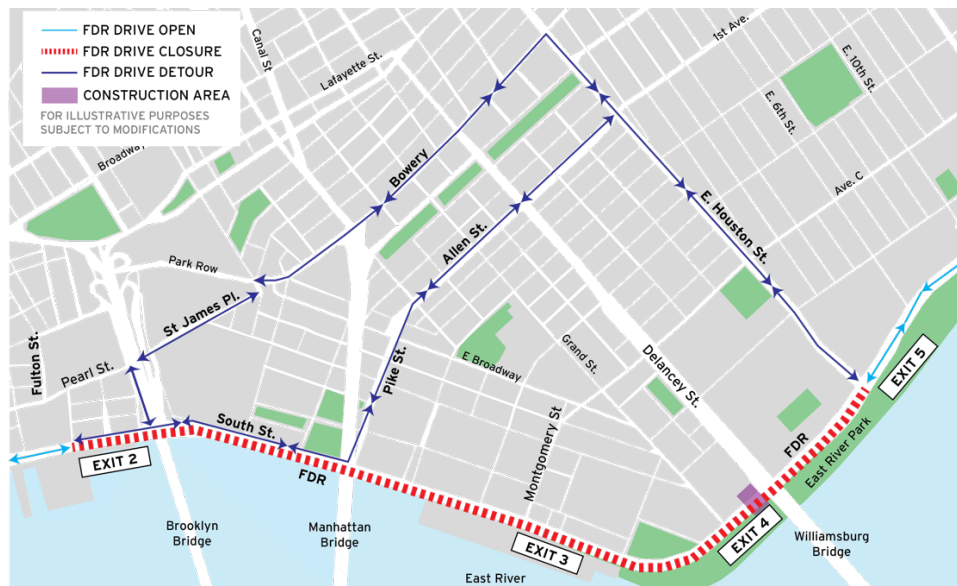 FDR DRIVE OPEN
FDR DRIVE CLOSURE
FDR DRIVE DETOUR
CONSTRUCTION AREA
FOR ILLUSTRATIVE PURPOSES
SUBJECT TO MODIFICATIONS
Canal St
Lafayette St.
Broadway
1st Ave.
E. 10th St.
E. 6th St.
Ave. C
Bowery
Allen St.
E. Houston St.
Park Row
St James Pl.
Fulton St.
Pearl St.
Pike St.
E Broadway
Grand St.
Delancey St.
South St.
Montgomery St
EXIT 2
FDR
EXIT 3
EXIT 4
FDR
EXIT 5
East River Park
Brooklyn
Bridge
Manhattan
Bridge
Williamsburg
Bridge
East River